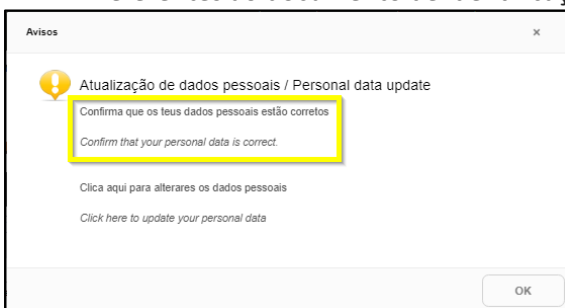 Avisos ×
Atualização de dados pessoais / Personal data update
Confirma que os teus dados pessoais estão corretos
Confirm that your personal data is correct.
Clica aqui para alterares os dados pessoais
Click here to update your personal data
OK